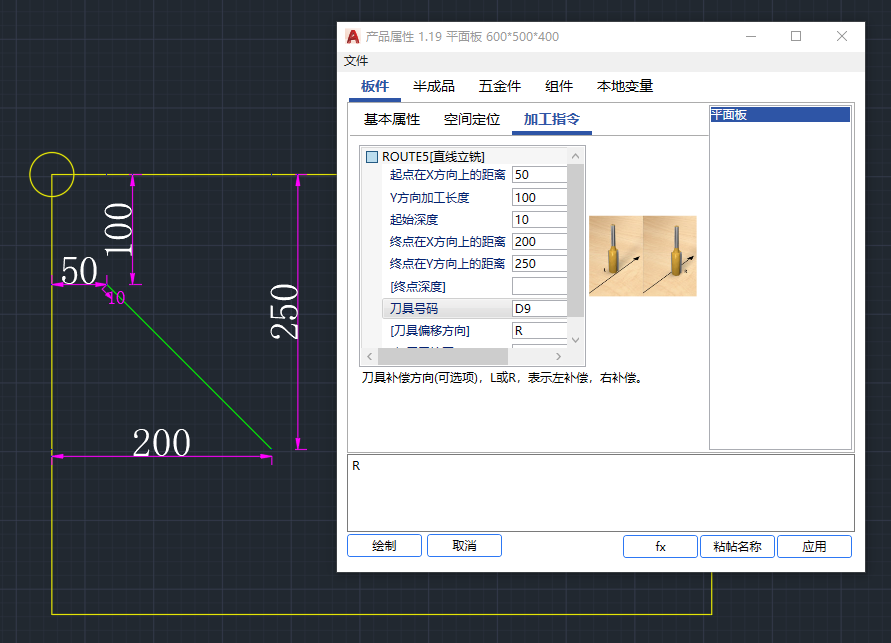 产品属性 1.19 平面板 600*500*400
文件
板件 半成品 五金件 组件 本地变量
基本属性 空间定位 加工指令
平面板
ROUTE5[直线立铣]
起点在X方向上的距离 50
Y方向加工长度 100
起始深度 10
终点在X方向上的距离 200
终点在Y方向上的距离 250
[终点深度]
刀具号码 D9
[刀具偏移方向] R
刀具补偿方向(可选项)，L或R，表示左补偿，右补偿。
R
绘制 取消 fx 粘帖名称 应用
100
50
10
250
200
L
R